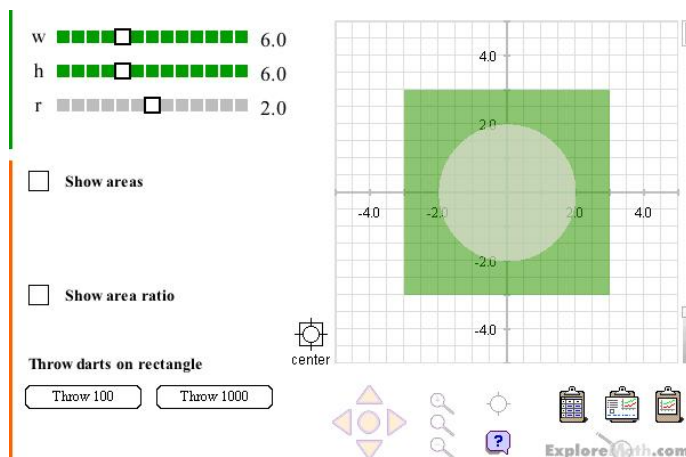 w 6.0
h 6.0
r 2.0
Show areas
Show area ratio
Throw darts on rectangle
Throw 100 Throw 1000
4.0
2.0
-4.0 -2.0 2.0 4.0
-2.0
-4.0
center
?
ExploreMath.com